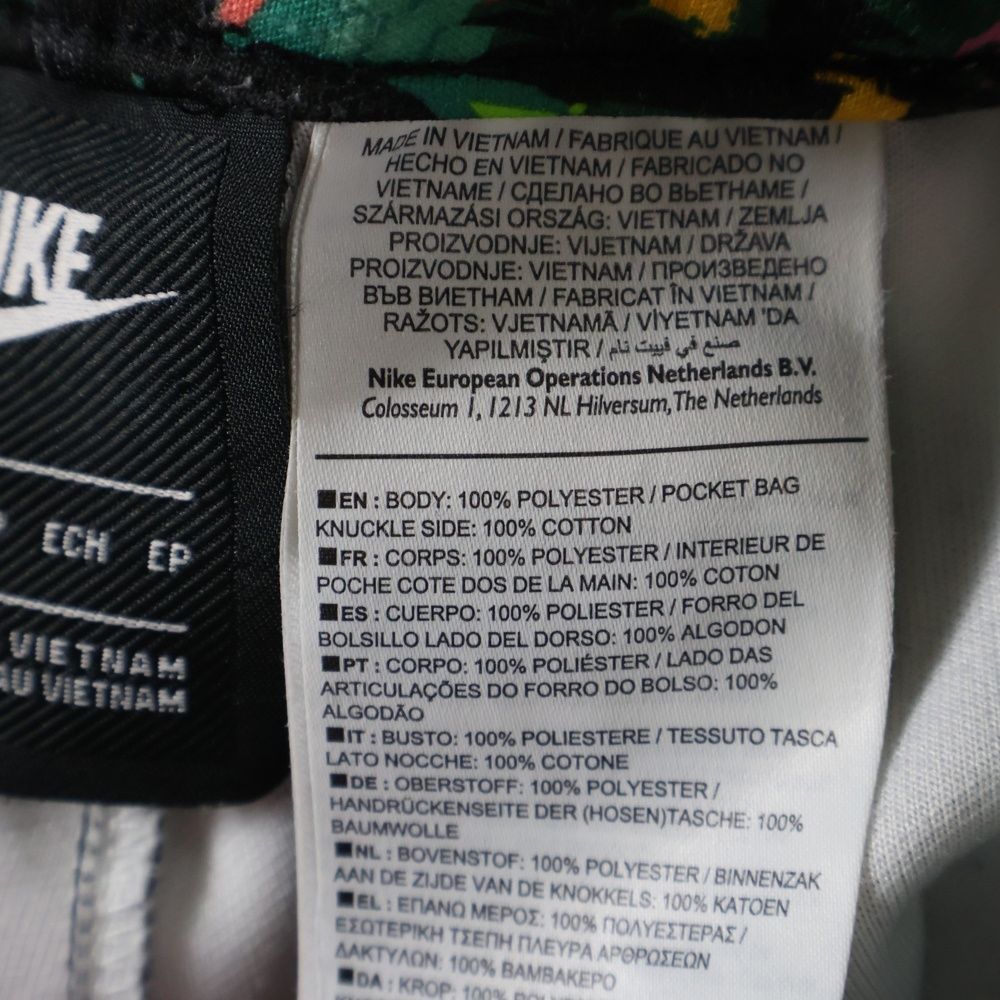 NIKE
ECH EP
VIETNAM
AU VIETNAM
MADE IN VIETNAM / FABRIQUE AU VIETNAM /
HECHO EN VIETNAM / FABRICADO NO
VIETNAME / СДЕЛАНО ВО ВЬЕТНАМЕ /
SZÁRMAZÁSI ORSZÁG: VIETNAM / ZEMLJA
PROIZVODNJE: VIJETNAM / DRŽAVA
PROIZVODNJE: VIETNAM / ПРОИЗВЕДЕНО
ВЪВ ВИЕТНАМ / FABRICAT ÎN VIETNAM /
RAŽOTS: VJETNAMĀ / VİYETNAM 'DA
YAPILMIŞTIR / صنع في فييت نام
Nike European Operations Netherlands B.V.
Colosseum 1, 1213 NL Hilversum, The Netherlands
EN : BODY: 100% POLYESTER / POCKET BAG
KNUCKLE SIDE: 100% COTTON
FR : CORPS: 100% POLYESTER / INTERIEUR DE
POCHE COTE DOS DE LA MAIN: 100% COTON
ES : CUERPO: 100% POLIESTER / FORRO DEL
BOLSILLO LADO DEL DORSO: 100% ALGODON
PT : CORPO: 100% POLIÉSTER / LADO DAS
ARTICULAÇÕES DO FORRO DO BOLSO: 100%
ALGODÃO
IT : BUSTO: 100% POLIESTERE / TESSUTO TASCA
LATO NOCCHE: 100% COTONE
DE : OBERSTOFF: 100% POLYESTER /
HANDRÜCKENSEITE DER (HOSEN)TASCHE: 100%
BAUMWOLLE
NL : BOVENSTOF: 100% POLYESTER / BINNENZAK
AAN DE ZIJDE VAN DE KNOKKELS: 100% KATOEN
EL : ΕΠΑΝΩ ΜΕΡΟΣ: 100% ΠΟΛΥΕΣΤΕΡΑΣ /
ΕΣΩΤΕΡΙΚΗ ΤΣΕΠΗ ΠΛΕΥΡΑ ΑΡΘΡΩΣΕΩΝ
ΔΑΚΤΥΛΩΝ: 100% ΒΑΜΒΑΚΕΡΟ
DA : KROP: 100% POLYESTER